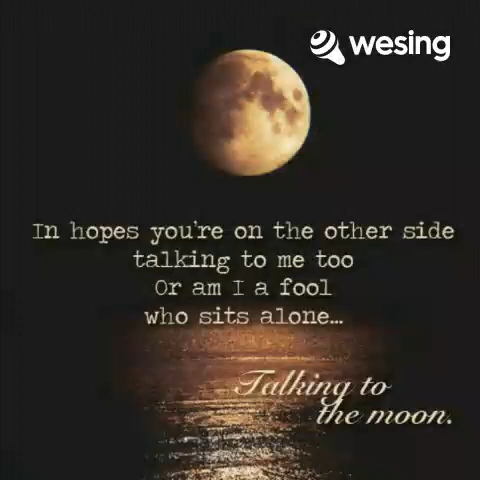 wesing
In hopes you're on the other side
talking to me too
Or am I a fool
who sits alone...
Talking to
the moon.